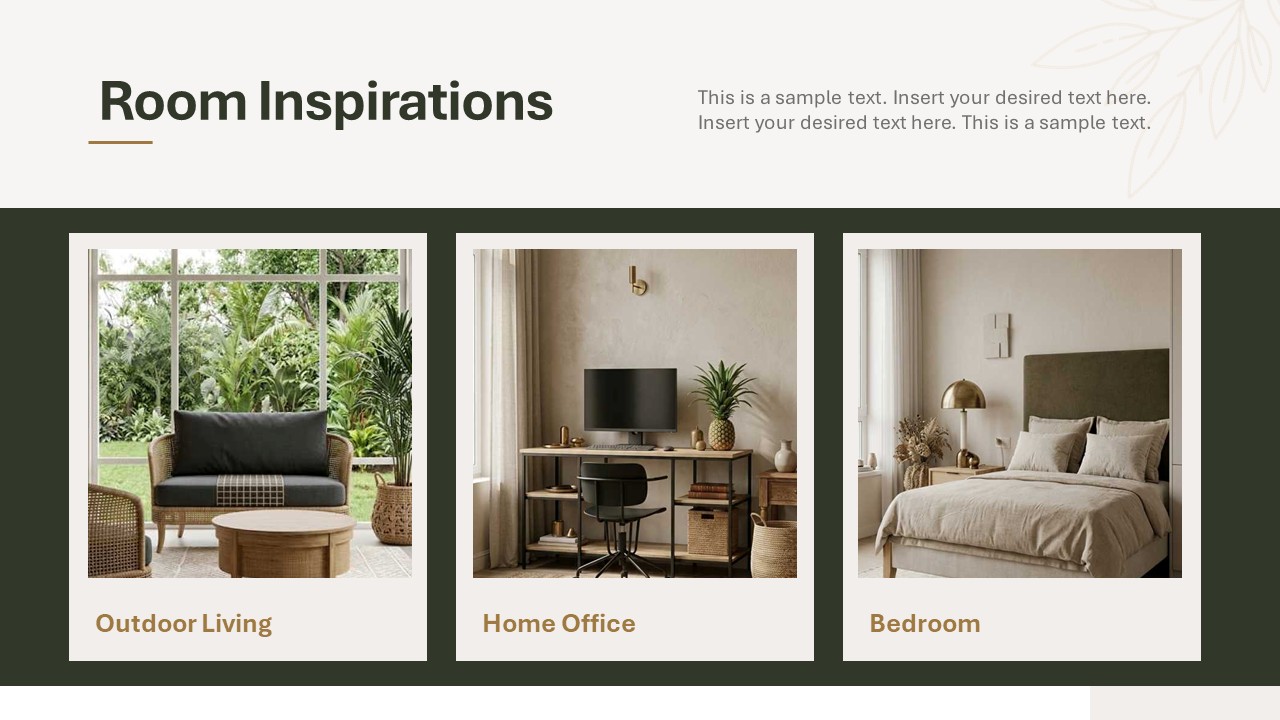 Room Inspirations
This is a sample text. Insert your desired text here.
Insert your desired text here. This is a sample text.
Outdoor Living
Home Office
Bedroom